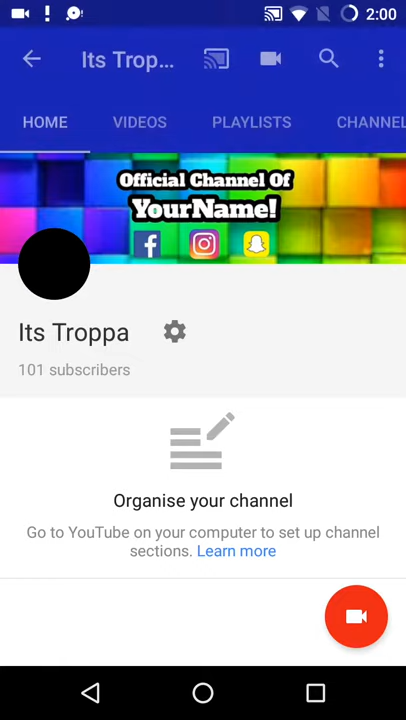 2:00
Its Trop...
HOME VIDEOS PLAYLISTS CHANNEL
Official Channel Of
YourName!
Its Troppa
101 subscribers
Organise your channel
Go to YouTube on your computer to set up channel
sections. Learn more